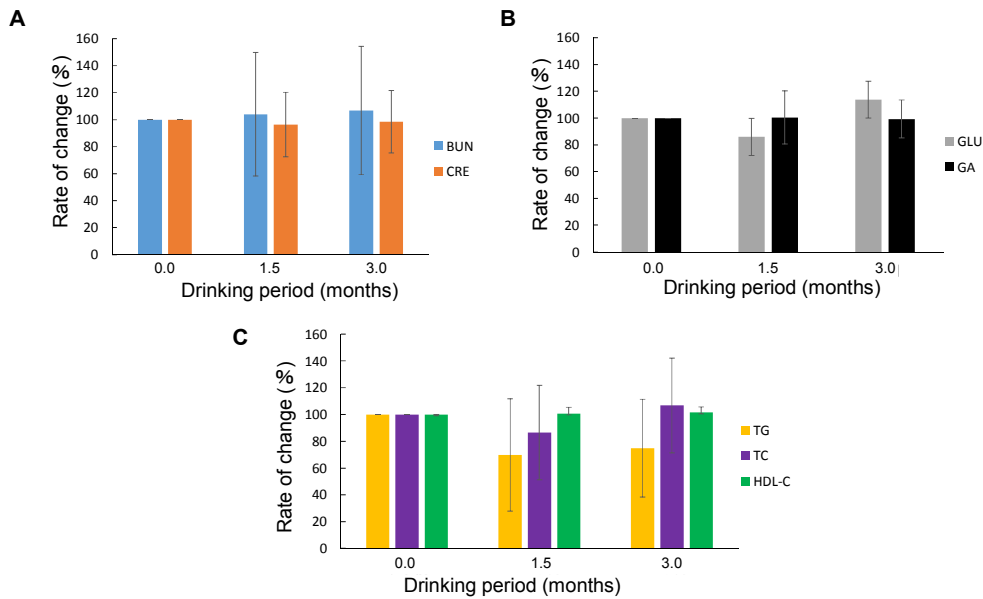 A
Rate of change (%)
160
140
120
100
80
60
40
20
0
0.0 1.5 3.0
Drinking period (months)
BUN
CRE
B
Rate of change (%)
160
140
120
100
80
60
40
20
0
0.0 1.5 3.0
Drinking period (months)
GLU
GA
C
Rate of change (%)
160
140
120
100
80
60
40
20
0
0.0 1.5 3.0
Drinking period (months)
TG
TC
HDL-C